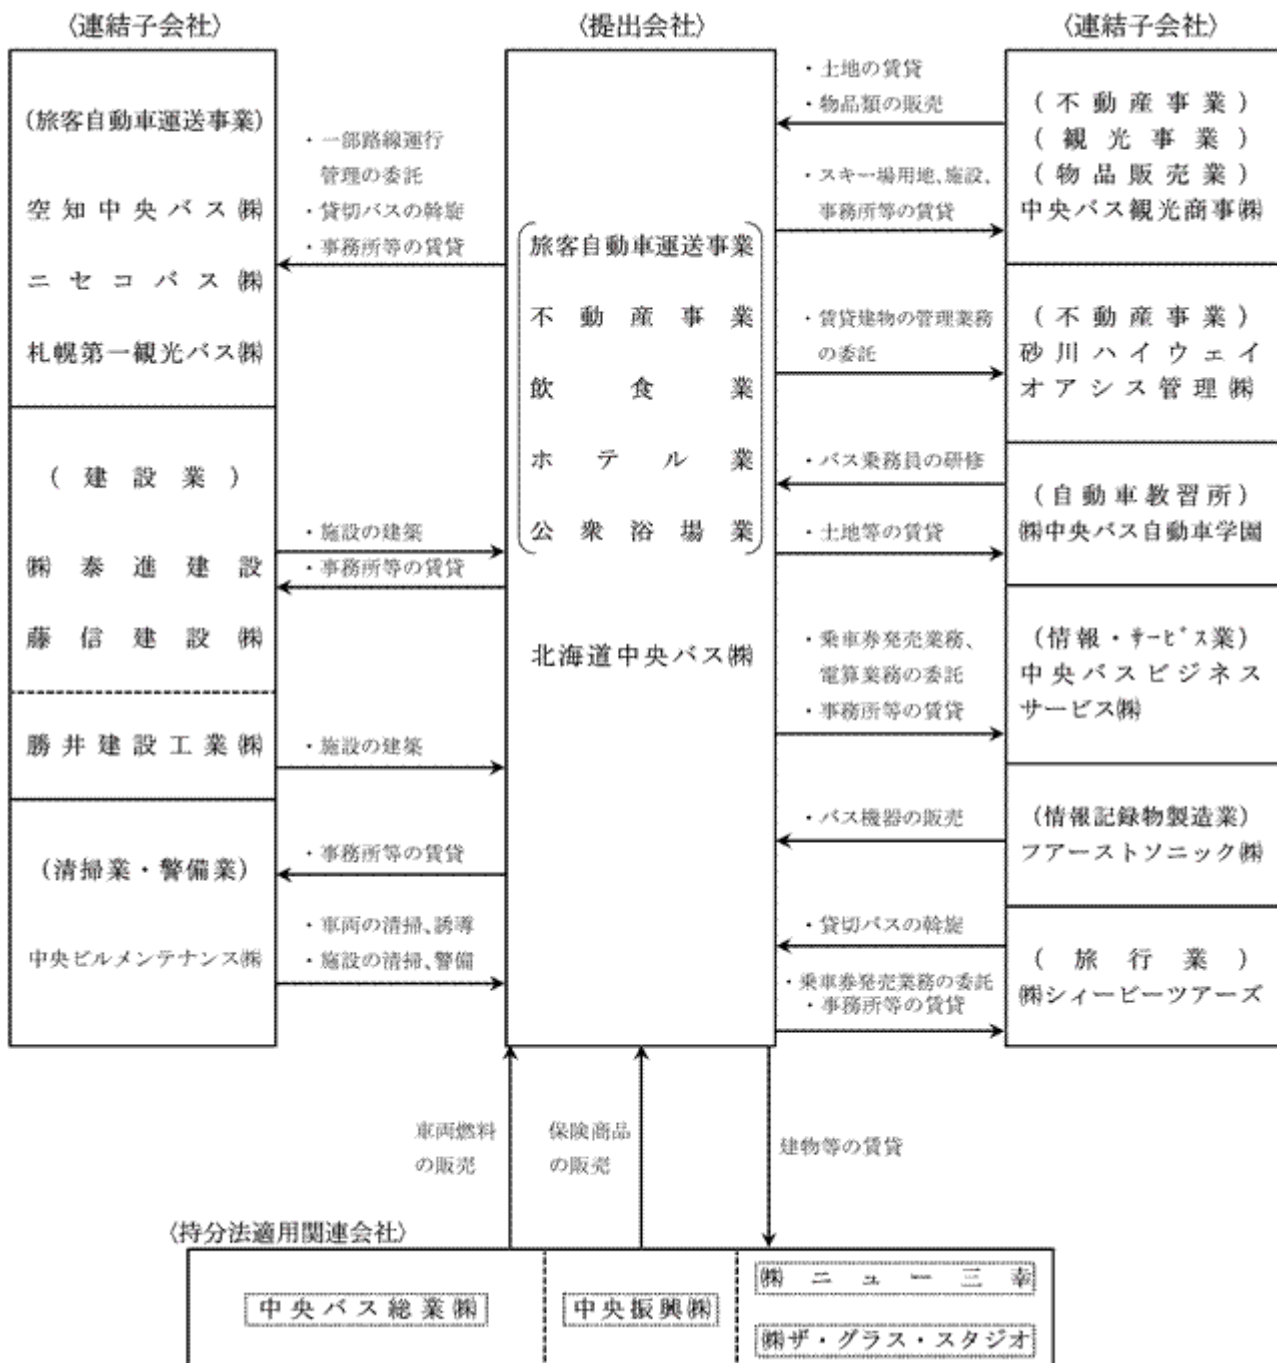 〈連結子会社〉
(旅客自動車運送事業)
空知中央バス㈱
ニセコバス㈱
札幌第一観光バス㈱
(建設業)
㈱泰進建設
藤信建設㈱
勝井建設工業㈱
(清掃業・警備業)
中央ビルメンテナンス㈱
・一部路線運行
管理の委託
・貸切バスの斡旋
・事務所等の賃貸
・施設の建築
・事務所等の賃貸
・施設の建築
・事務所等の賃貸
・車両の清掃、誘導
・施設の清掃、警備
〈提出会社〉
旅客自動車運送事業
不動産事業
飲食業
ホテル業
公衆浴場業
北海道中央バス㈱
・土地の賃貸
・物品類の販売
・スキー場用地、施設、
事務所等の賃貸
・賃貸建物の管理業務
の委託
・バス乗務員の研修
・土地等の賃貸
・乗車券発売業務、
電算業務の委託
・事務所等の賃貸
・バス機器の販売
・貸切バスの斡旋
・乗車券発売業務の委託
・事務所等の賃貸
〈連結子会社〉
(不動産事業)
(観光事業)
(物品販売業)
中央バス観光商事㈱
(不動産事業)
砂川ハイウェイ
オアシス管理㈱
(自動車教習所)
㈱中央バス自動車学園
(情報・サービス業)
中央バスビジネス
サービス㈱
(情報記録物製造業)
フアーストソニック㈱
(旅行業)
㈱シィービーツアーズ
車両燃料
の販売
保険商品
の販売
建物等の賃貸
〈持分法適用関連会社〉
中央バス総業㈱
中央振興㈱
㈱ニュー三幸
㈱ザ・グラス・スタジオ